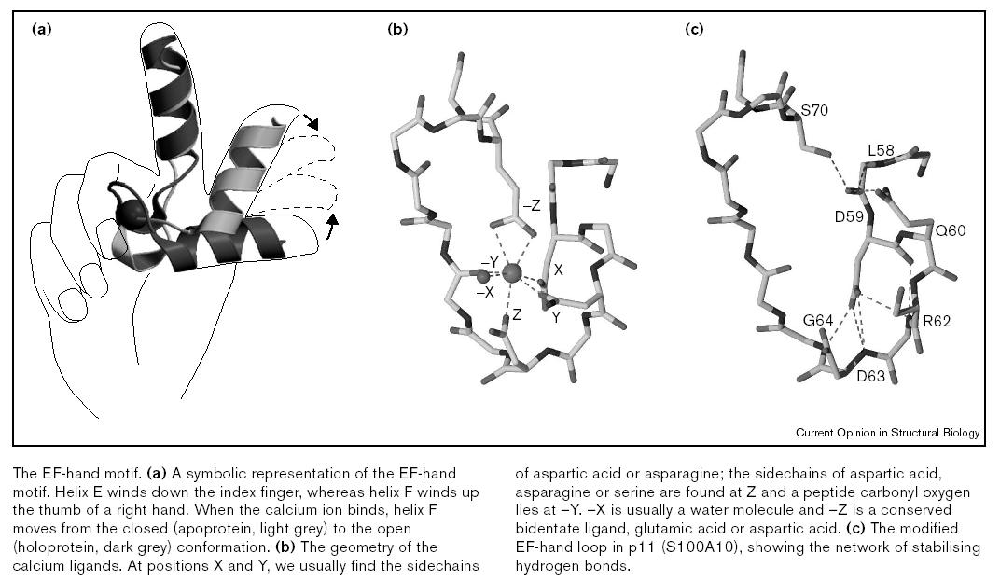 (a)
(b)
(c)
–Z
–Y
X
–X
Y
Z
S70
L58
D59
Q60
G64
R62
D63
Current Opinion in Structural Biology
The EF-hand motif. (a) A symbolic representation of the EF-hand
motif. Helix E winds down the index finger, whereas helix F winds up
the thumb of a right hand. When the calcium ion binds, helix F
moves from the closed (apoprotein, light grey) to the open
(holoprotein, dark grey) conformation. (b) The geometry of the
calcium ligands. At positions X and Y, we usually find the sidechains
of aspartic acid or asparagine; the sidechains of aspartic acid,
asparagine or serine are found at Z and a peptide carbonyl oxygen
lies at –Y. –X is usually a water molecule and –Z is a conserved
bidentate ligand, glutamic acid or aspartic acid. (c) The modified
EF-hand loop in p11 (S100A10), showing the network of stabilising
hydrogen bonds.